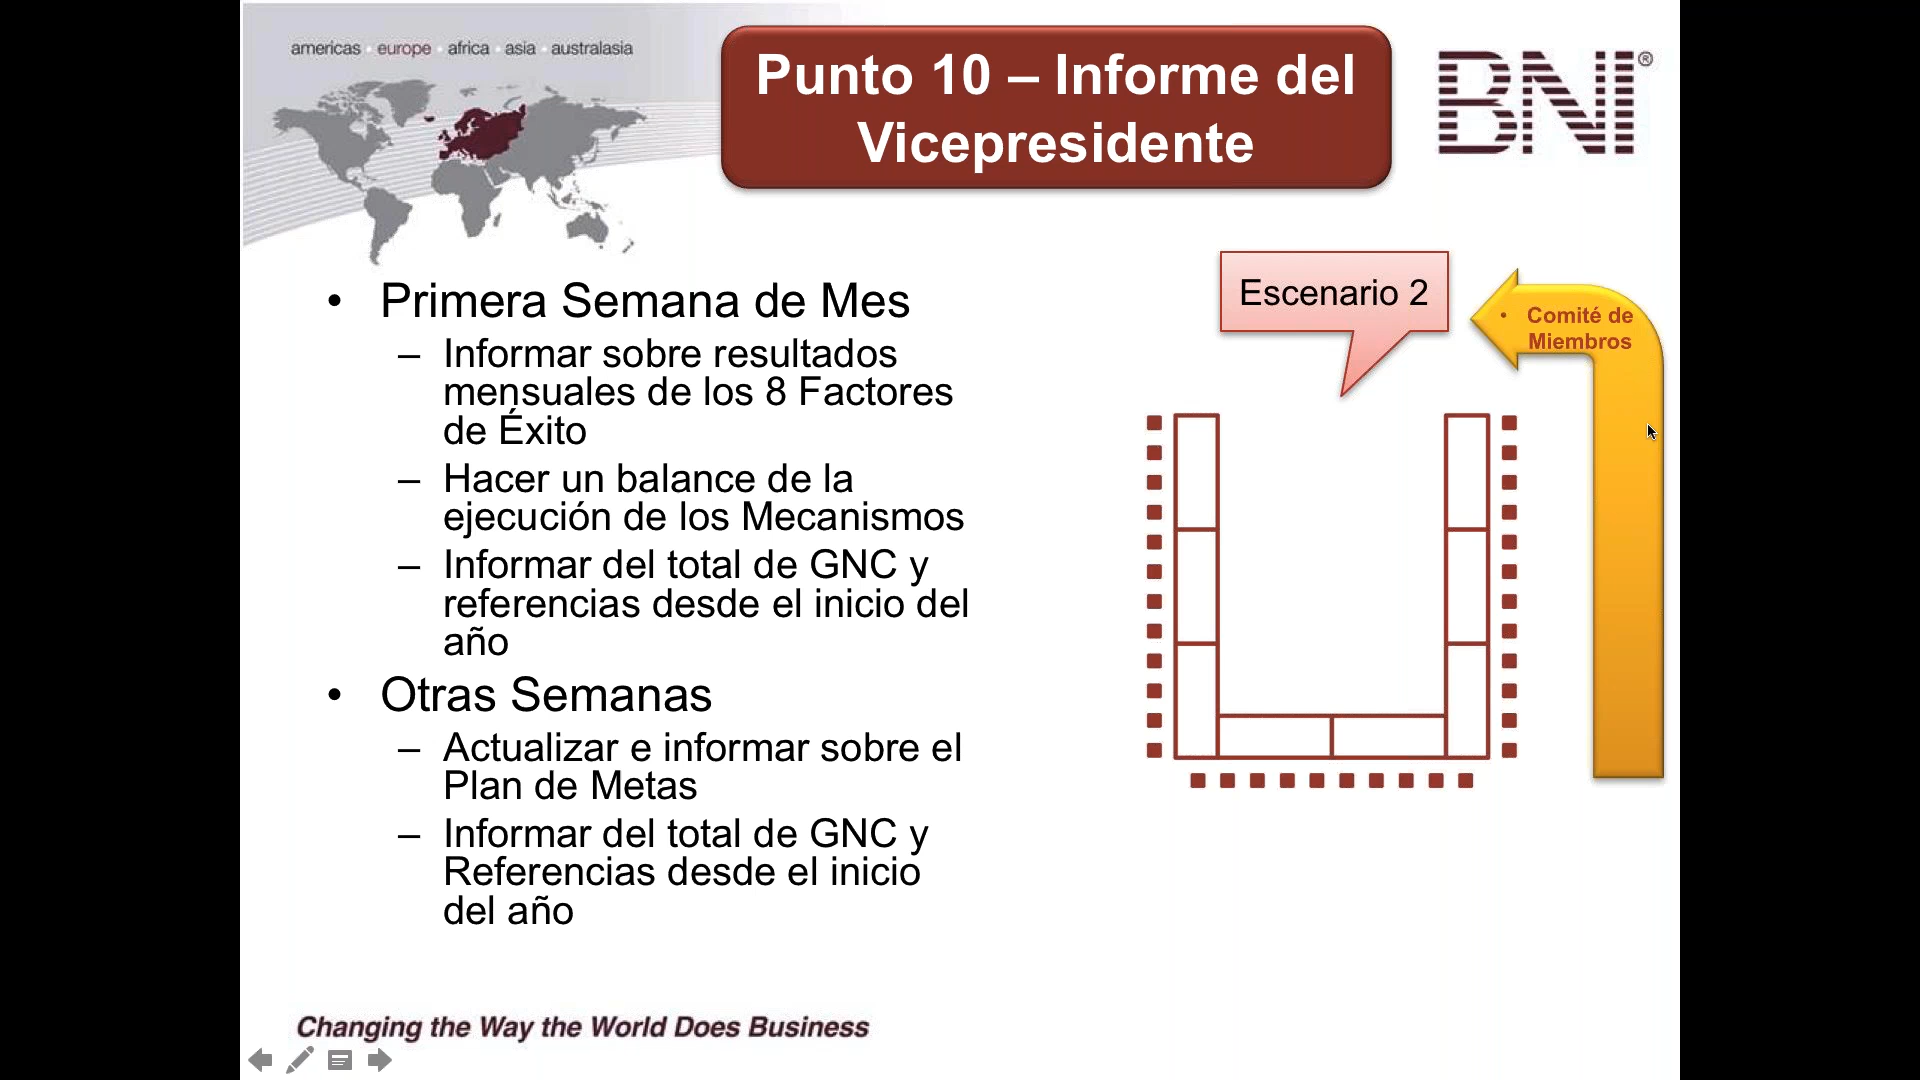 americas europe africa asia australasia
Punto 10 – Informe del
Vicepresidente
BNI®
• Primera Semana de Mes
– Informar sobre resultados
mensuales de los 8 Factores
de Éxito
– Hacer un balance de la
ejecución de los Mecanismos
– Informar del total de GNC y
referencias desde el inicio del
año
• Otras Semanas
– Actualizar e informar sobre el
Plan de Metas
– Informar del total de GNC y
Referencias desde el inicio
del año
Escenario 2
• Comité de
Miembros
Changing the Way the World Does Business